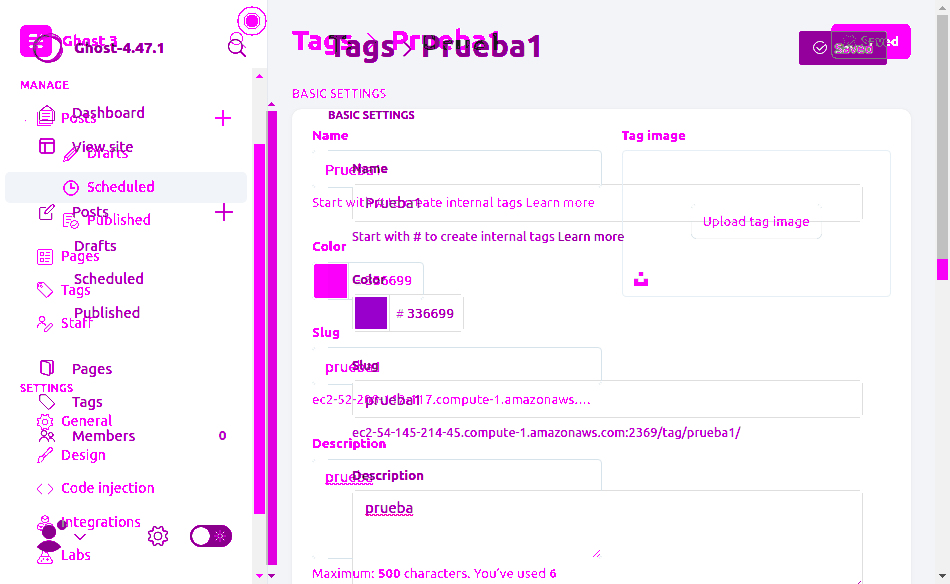 Ghost 3
Ghost-4.47.1
Tags > Prueba1
Tags > Prueba1
Saved
Saved
MANAGE
BASIC SETTINGS
BASIC SETTINGS
Dashboard
Posts
View site
Drafts
Scheduled
Posts
Published
Drafts
Pages
Scheduled
Tags
Published
Staff
Pages
SETTINGS
Tags
General
Members 0
Design
Code injection
Integrations
Labs
Name
Tag image
Prueba1
Name
Start with # to create internal tags Learn more
Prueba1
Upload tag image
Start with # to create internal tags Learn more
Color
336699
Color
# 336699
Slug
prueba1
Slug
ec2-52- .compute-1.amazonaws....
prueba1
ec2-54-145-214-45.compute-1.amazonaws.com:2369/tag/prueba1/
Description
prueba
Description
prueba
Maximum: 500 characters. You've used 6